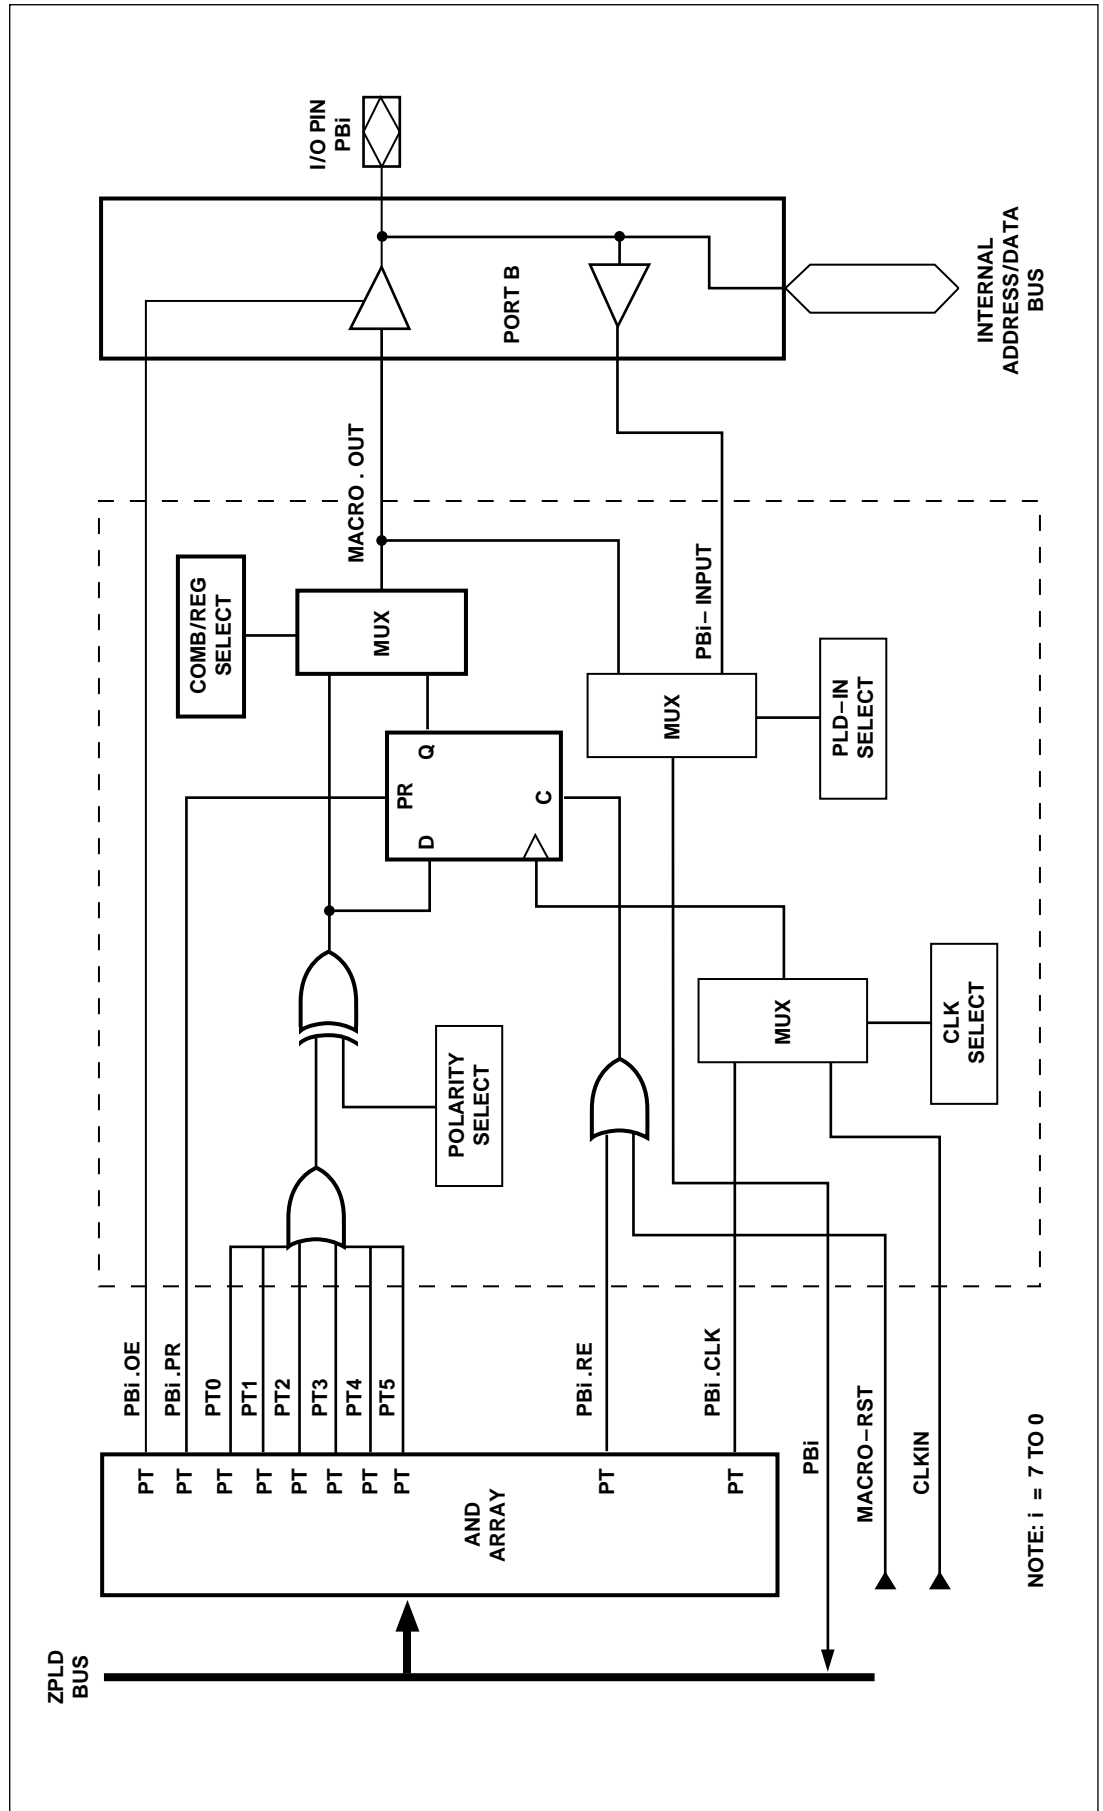 ZPLD
BUS
AND
ARRAY
PT
PT
PT
PT
PT
PT
PT
PT
PT
PT
PBi .OE
PBi .PR
PT0
PT1
PT2
PT3
PT4
PT5
PBi .RE
PBi .CLK
PBi
MACRO–RST
CLKIN
POLARITY
SELECT
MUX
CLK
SELECT
D
PR
Q
C
COMB/REG
SELECT
MUX
MUX
PLD–IN
SELECT
MACRO . OUT
PBi – INPUT
PORT B
I/O PIN
PBi
INTERNAL
ADDRESS/DATA
BUS
NOTE: i = 7 TO 0